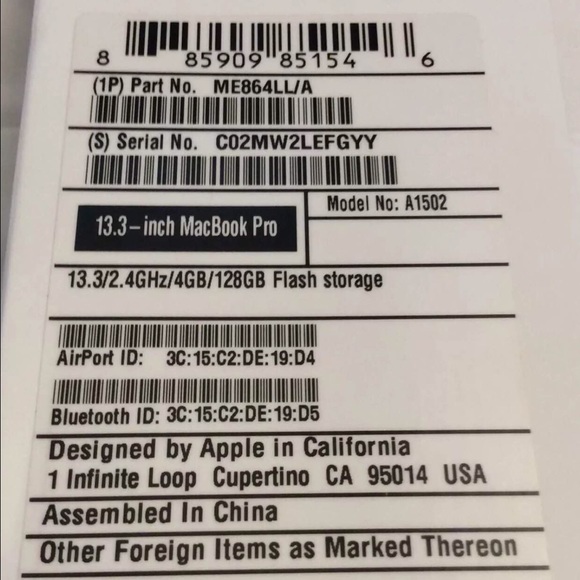 8 85909 85154 6
(1P) Part No. ME864LL/A
(S) Serial No. C02MW2LEFGYY
Model No: A1502
13.3-inch MacBook Pro
13.3/2.4GHz/4GB/128GB Flash storage
AirPort ID: 3C:15:C2:DE:19:D4
Bluetooth ID: 3C:15:C2:DE:19:D5
Designed by Apple in California
1 Infinite Loop Cupertino CA 95014 USA
Assembled In China
Other Foreign Items as Marked Thereon